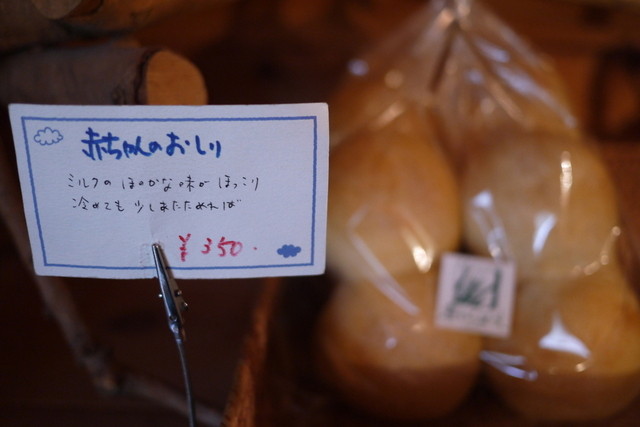 赤ちゃんのおしり
ミルクのほのかな味がほっこり
冷めても少しあたためれば
¥350.